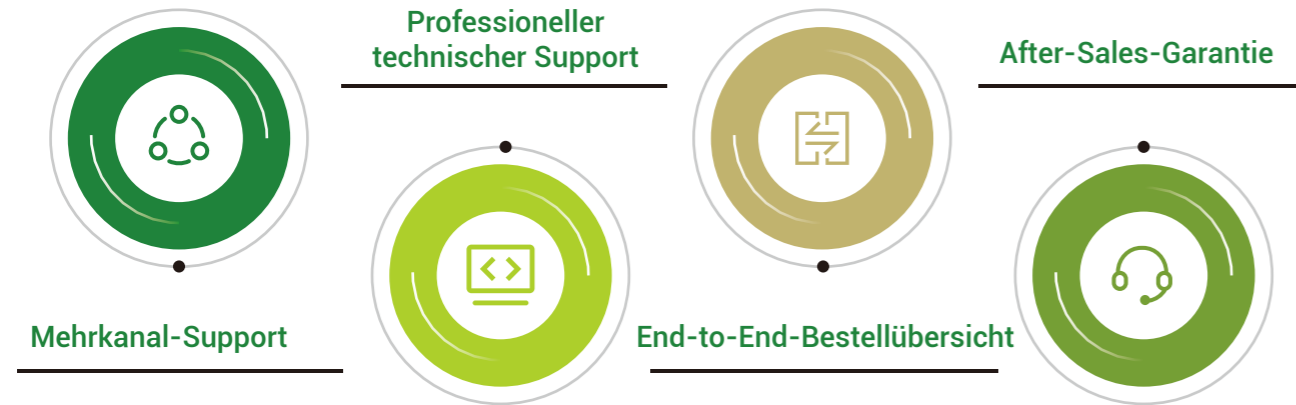 Mehrkanal-Support
Professioneller
technischer Support
End-to-End-Bestellübersicht
After-Sales-Garantie